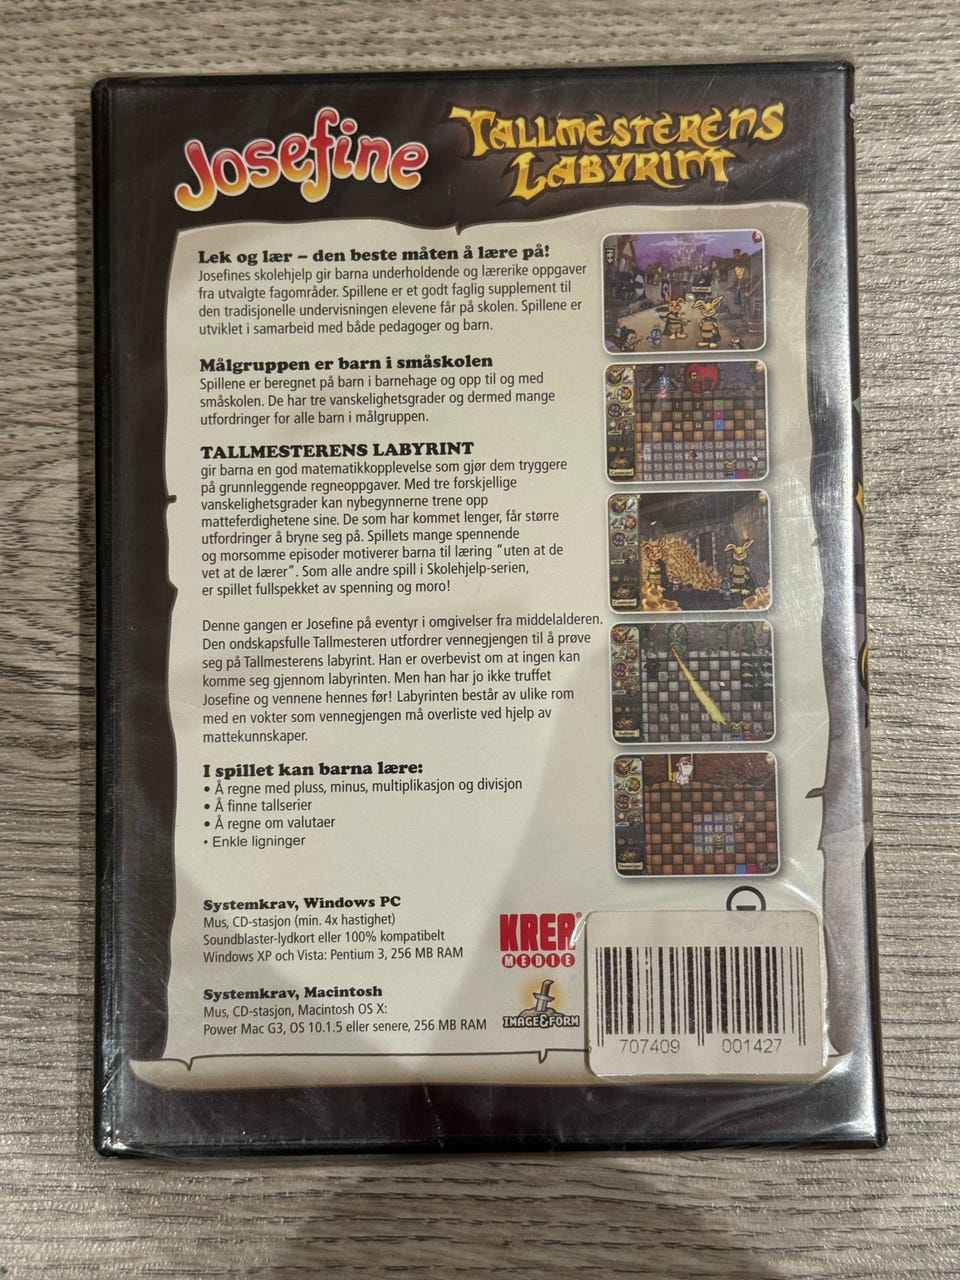 Josefine
TALLMESTERENS
LABYRINT
Lek og lær – den beste måten å lære på!
Josefines skolehjelp gir barna underholdende og lærerike oppgaver
fra utvalgte fagområder. Spillene er et godt faglig supplement til
den tradisjonelle undervisningen elevene får på skolen. Spillene er
utviklet i samarbeid med både pedagoger og barn.
Målgruppen er barn i småskolen
Spillene er beregnet på barn i barnehage og opp til og med
småskolen. De har tre vanskelighetsgrader og dermed mange
utfordringer for alle barn i målgruppen.
TALLMESTERENS LABYRINT
gir barna en god matematikkopplevelse som gjør dem tryggere
på grunnleggende regneoppgaver. Med tre forskjellige
vanskelighetsgrader kan nybegynnerne trene opp
matteferdighetene sine. De som har kommet lenger, får større
utfordringer å bryne seg på. Spillets mange spennende
og morsomme episoder motiverer barna til læring "uten at de
vet at de lærer". Som alle andre spill i Skolehjelp-serien,
er spillet fullspekket av spenning og moro!
Denne gangen er Josefine på eventyr i omgivelser fra middelalderen.
Den ondskapsfulle Tallmesteren utfordrer vennegjengen til å prøve
seg på Tallmesterens labyrint. Han er overbevist om at ingen kan
komme seg gjennom labyrinten. Men han har jo ikke truffet
Josefine og vennene hennes før! Labyrinten består av ulike rom
med en vokter som vennegjengen må overliste ved hjelp av
mattekunnskaper.
I spillet kan barna lære:
• Å regne med pluss, minus, multiplikasjon og divisjon
• Å finne tallserier
• Å regne om valutaer
• Enkle ligninger
Systemkrav, Windows PC
Mus, CD-stasjon (min. 4x hastighet)
Soundblaster-lydkort eller 100% kompatibelt
Windows XP och Vista: Pentium 3, 256 MB RAM
Systemkrav, Macintosh
Mus, CD-stasjon, Macintosh OS X:
Power Mac G3, OS 10.1.5 eller senere, 256 MB RAM
KREA
MEDIE
IMAGE&FORM
707409 001427